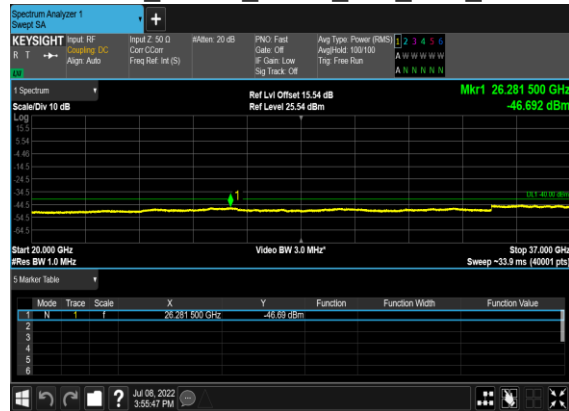 Spectrum Analyzer 1
Swept SA
+
KEYSIGHT Input: RF Input Z: 50 Ω #Atten: 20 dB PNO: Fast Avg Type: Power (RMS) 1 2 3 4 5 6
R T Coupling: DC Corr CCorr Gate: Off Avg|Hold: 100/100 A W W W W W
Align: Auto Freq Ref: Int (S) IF Gain: Low Trig: Free Run
Sig Track: Off A N N N N N
1 Spectrum Ref Lvl Offset 15.54 dB Mkr1 26.281 500 GHz
Scale/Div 10 dB Ref Level 25.54 dBm -46.692 dBm
Log
15.5
5.54
-4.46
-14.5
-24.5
-34.5
1
DL1 -40.00 dBm
-44.5
-54.5
-64.5
Start 20.000 GHz Video BW 3.0 MHz* Stop 37.000 GHz
#Res BW 1.0 MHz Sweep ~33.9 ms (40001 pts)
5 Marker Table
Mode Trace Scale X Y Function Function Width Function Value
1 N 1 f 26.281 500 GHz -46.69 dBm
2
3
4
5
6
? Jul 08, 2022
3:55:47 PM